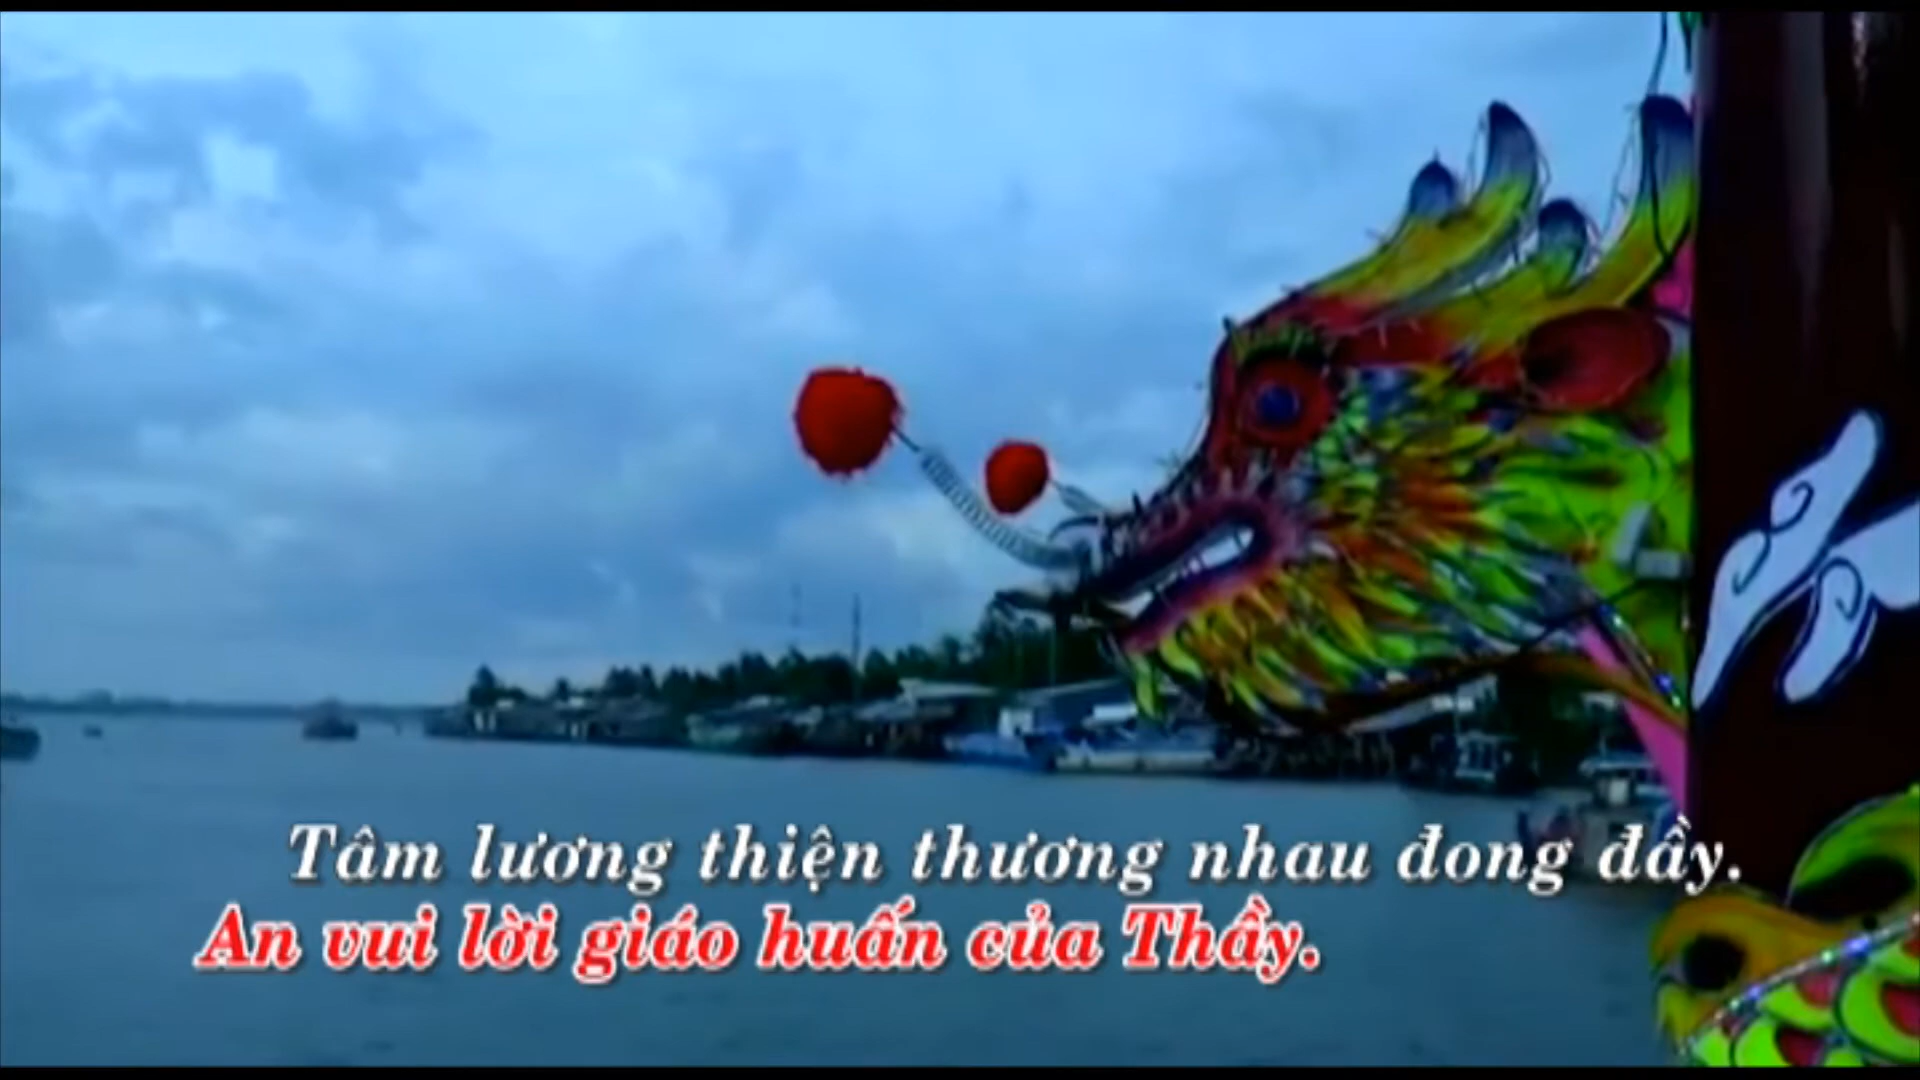 Tâm lương thiện thương nhau đong đầy.
An vui lời giáo huấn của Thầy.